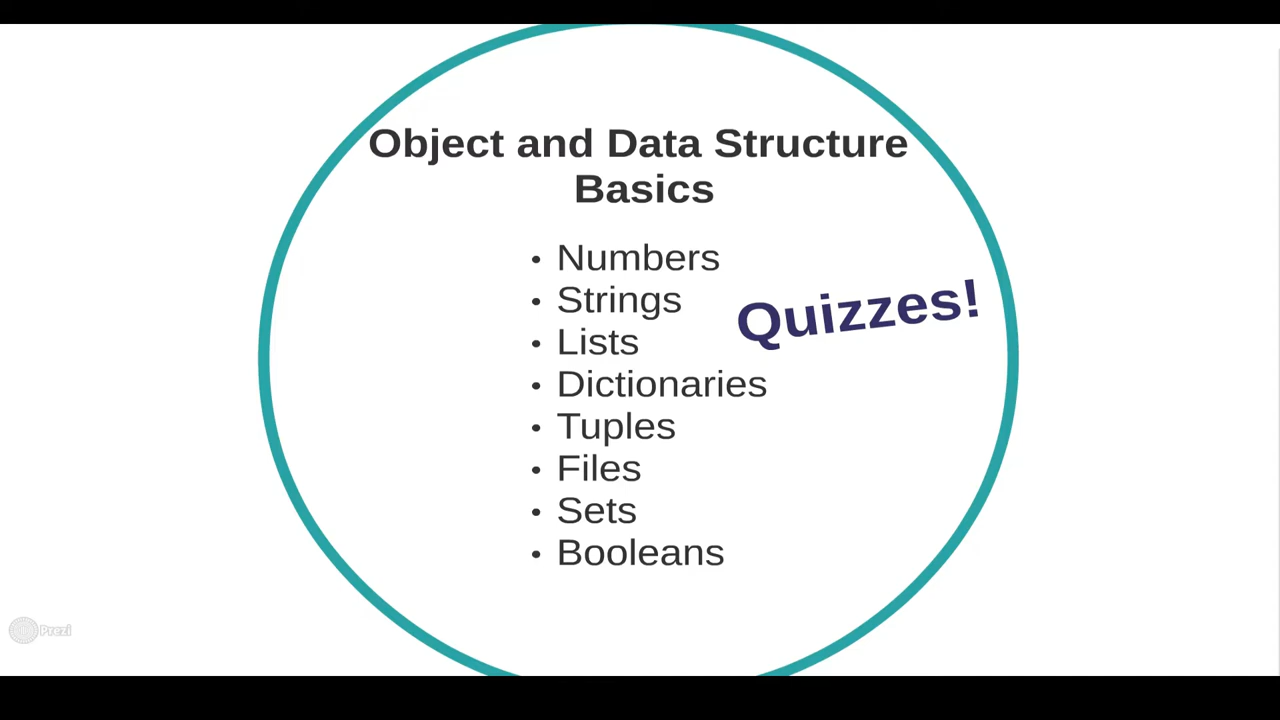 Object and Data Structure
Basics
• Numbers
• Strings
Quizzes!
• Lists
• Dictionaries
• Tuples
• Files
• Sets
• Booleans
Prezi